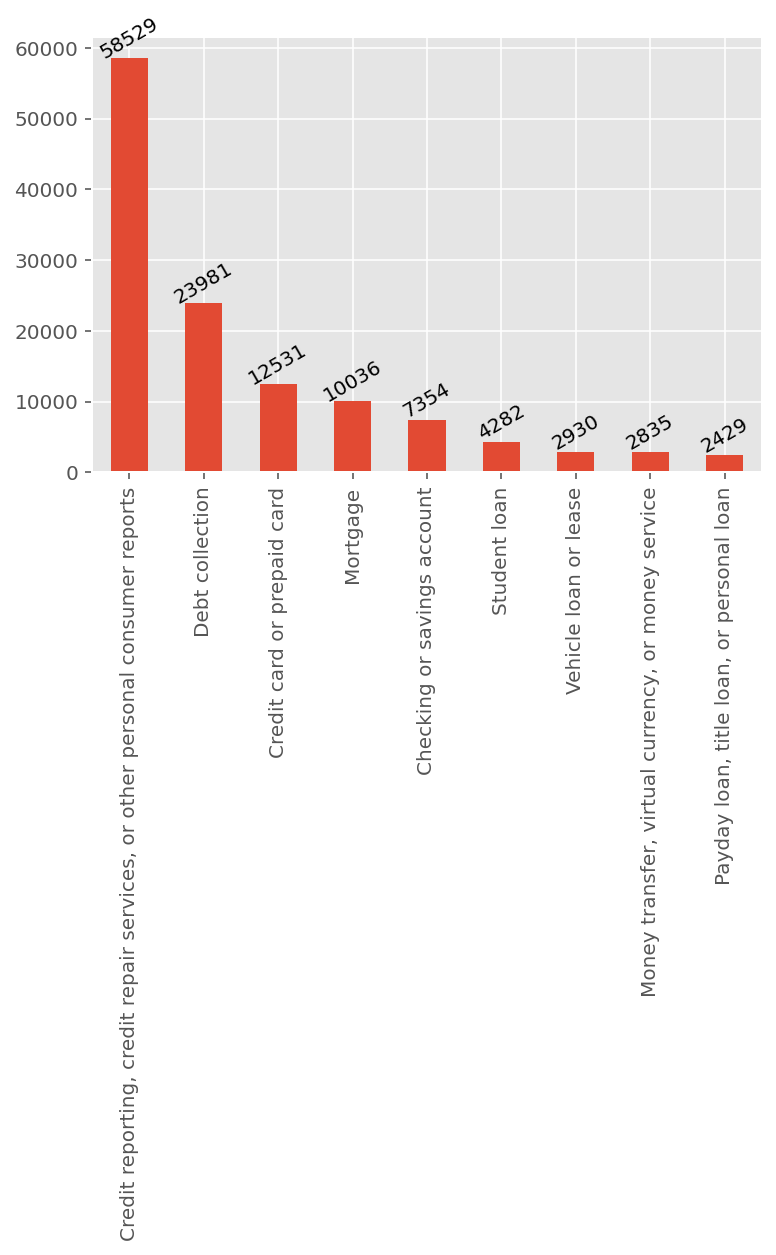 58529
60000
50000
40000
30000
23981
20000
12531
10036
10000
7354
4282
2930
2835
2429
0
Credit reporting, credit repair services, or other personal consumer reports
Debt collection
Credit card or prepaid card
Mortgage
Checking or savings account
Student loan
Vehicle loan or lease
Money transfer, virtual currency, or money service
Payday loan, title loan, or personal loan